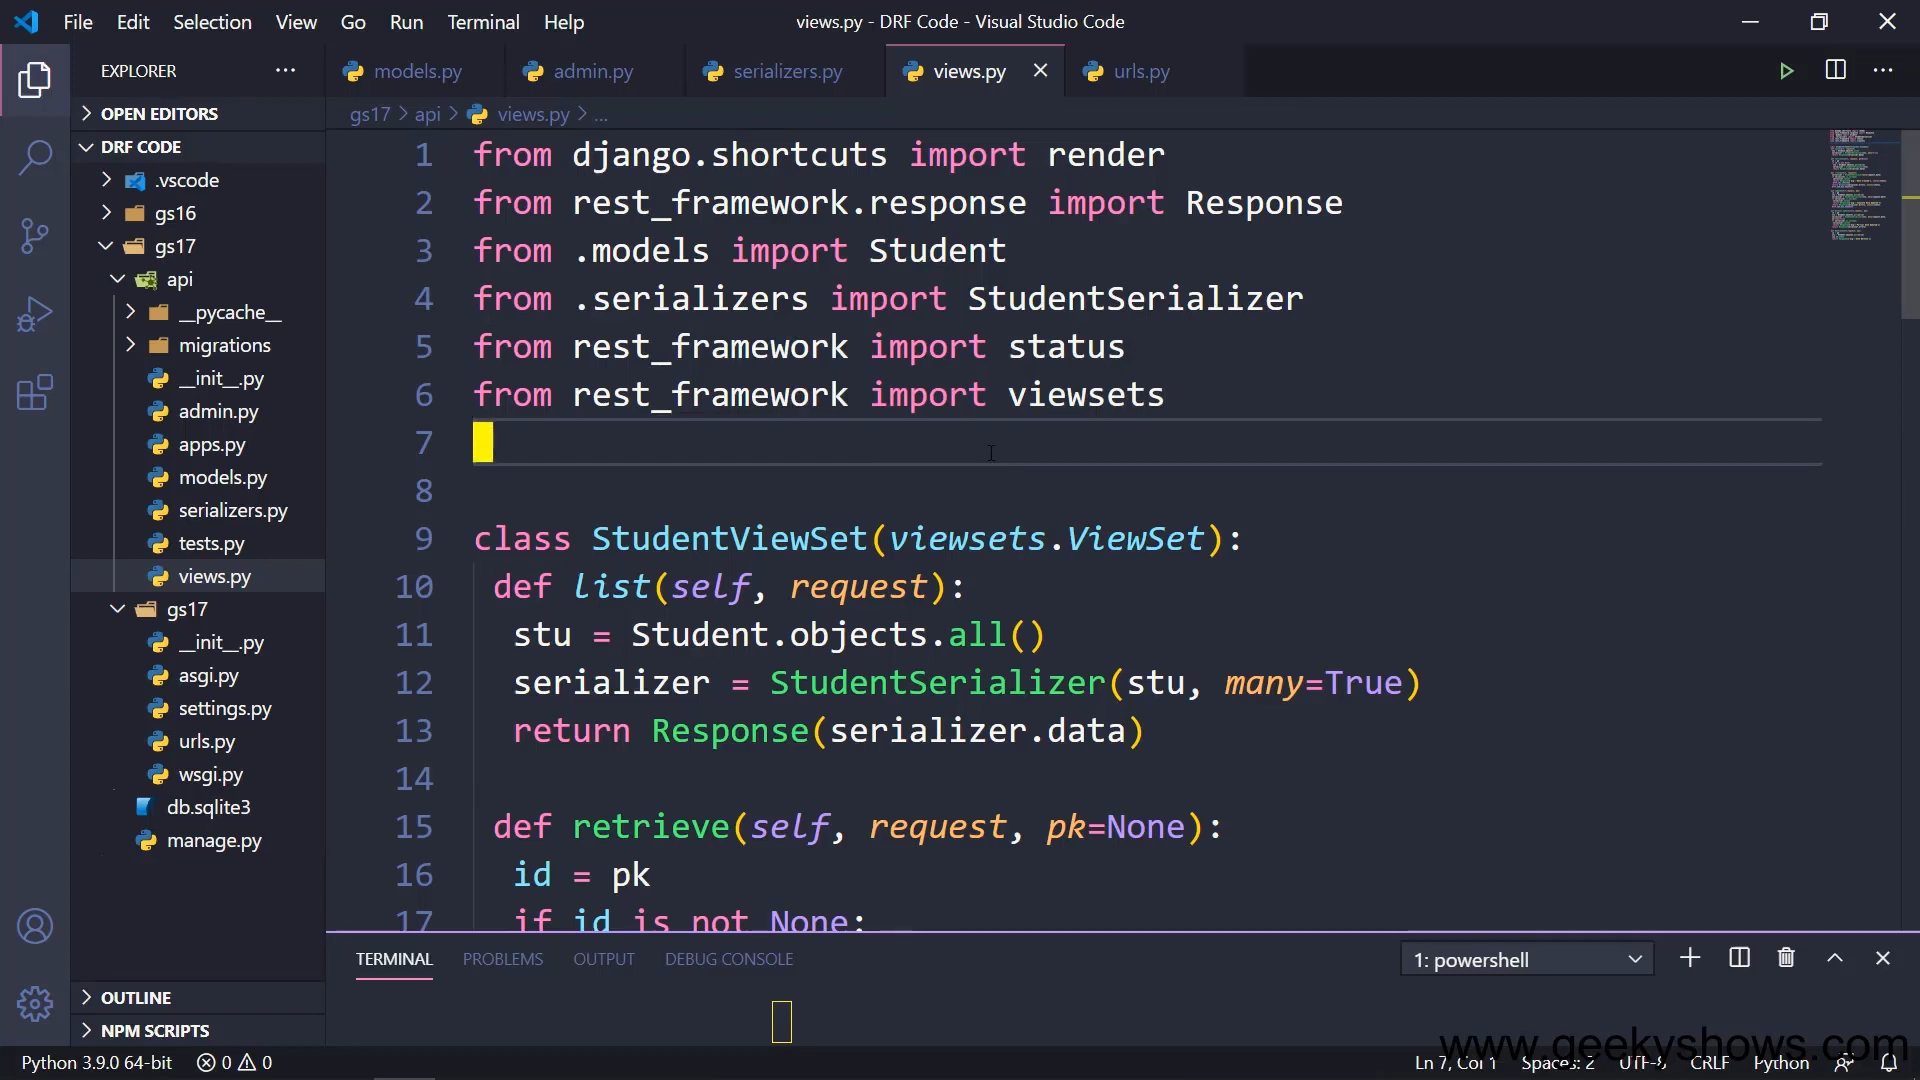 File Edit Selection View Go Run Terminal Help
views.py - DRF Code - Visual Studio Code
EXPLORER
OPEN EDITORS
DRF CODE
.vscode
gs16
gs17
api
__pycache__
migrations
__init__.py
admin.py
apps.py
models.py
serializers.py
tests.py
views.py
gs17
__init__.py
asgi.py
settings.py
urls.py
wsgi.py
db.sqlite3
manage.py
OUTLINE
NPM SCRIPTS
models.py admin.py serializers.py views.py urls.py
gs17 > api > views.py > ...
1 from django.shortcuts import render
2 from rest_framework.response import Response
3 from .models import Student
4 from .serializers import StudentSerializer
5 from rest_framework import status
6 from rest_framework import viewsets
7
8
9 class StudentViewSet(viewsets.ViewSet):
10 def list(self, request):
11 stu = Student.objects.all()
12 serializer = StudentSerializer(stu, many=True)
13 return Response(serializer.data)
14
15 def retrieve(self, request, pk=None):
16 id = pk
17 if id is not None:
TERMINAL PROBLEMS OUTPUT DEBUG CONSOLE
1: powershell
www.geekyshows.com
Python 3.9.0 64-bit 0 0
Ln 7, Col 1 Spaces: 2 UTF-8 CRLF Python